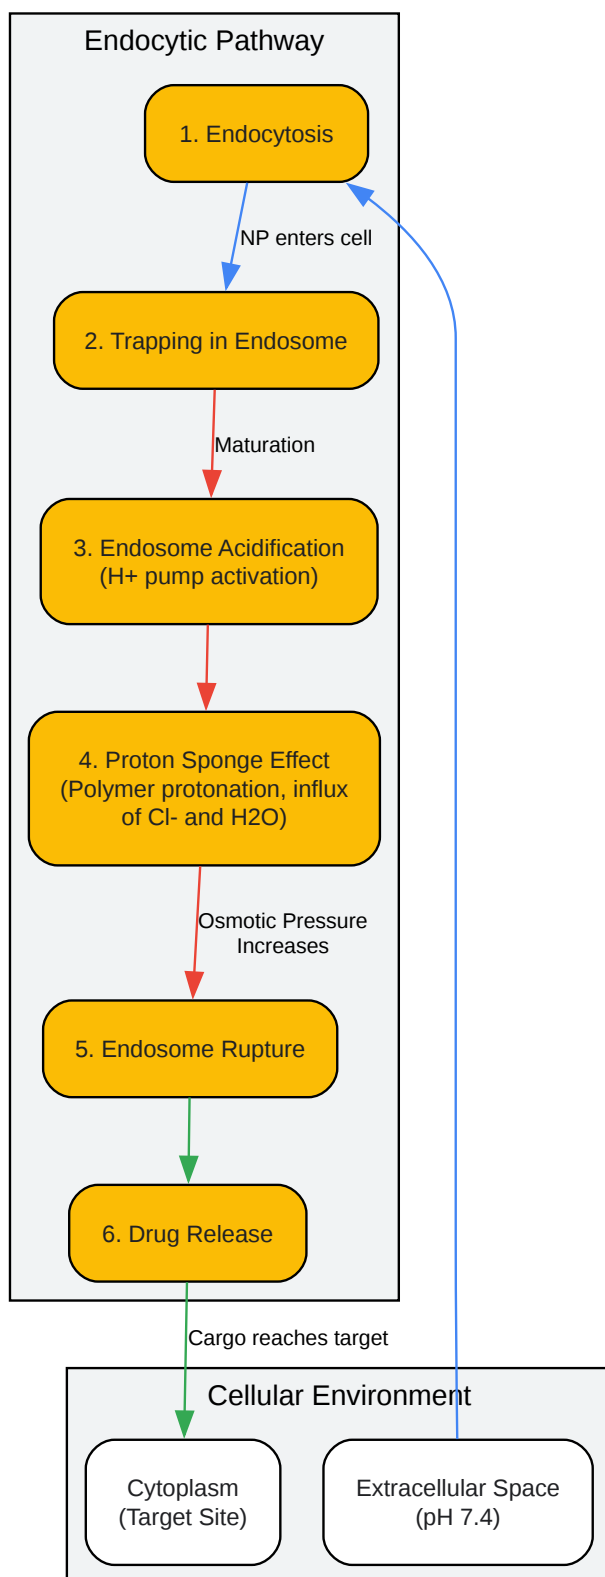 Endocytic Pathway
1. Endocytosis
NP enters cell
2. Trapping in Endosome
Maturation
3. Endosome Acidification
(H+ pump activation)
4. Proton Sponge Effect
(Polymer protonation, influx
of Cl- and H2O)
Osmotic Pressure
Increases
5. Endosome Rupture
6. Drug Release
Cargo reaches target
Cellular Environment
Cytoplasm
(Target Site)
Extracellular Space
(pH 7.4)